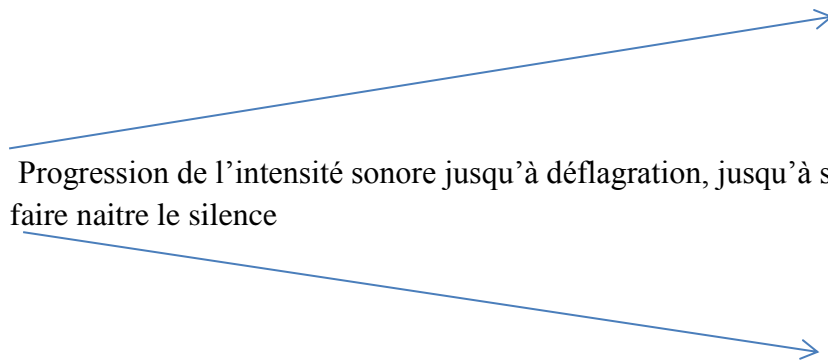 Progression de l’intensité sonore jusqu’à déflagration, jusqu’à s
faire naitre le silence